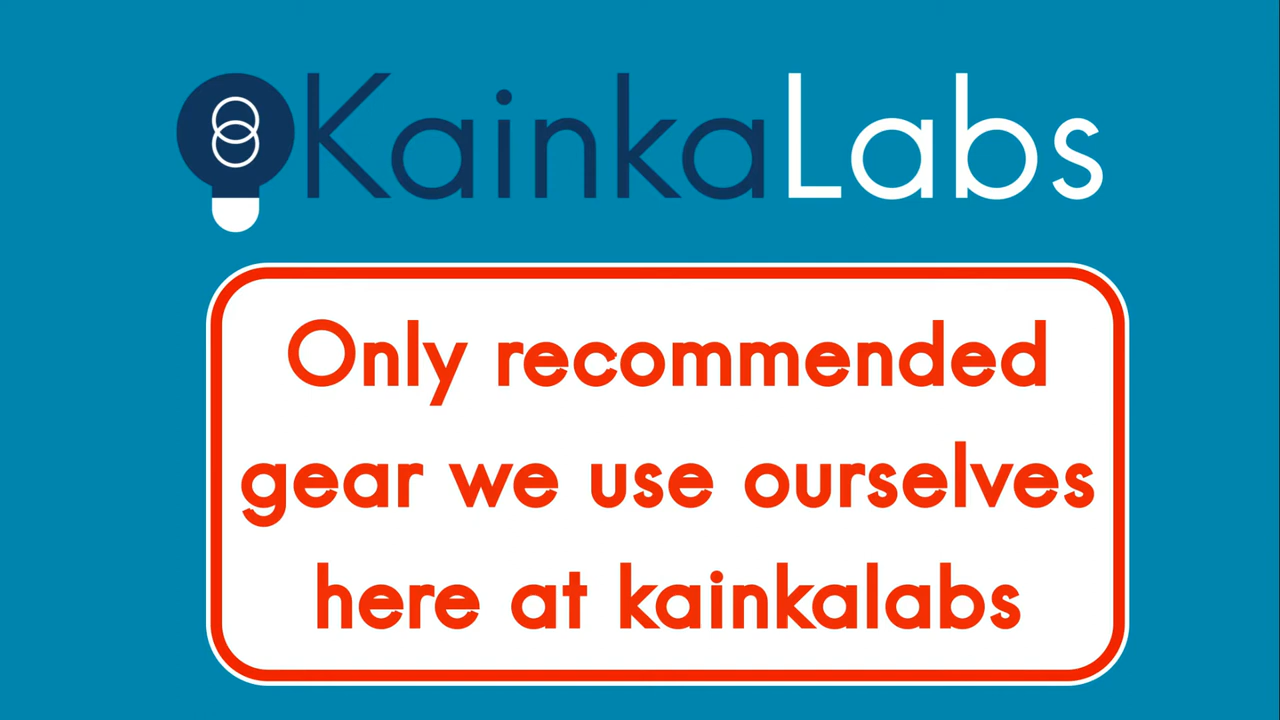 KainkaLabs
Only recommended
gear we use ourselves
here at kainkalabs